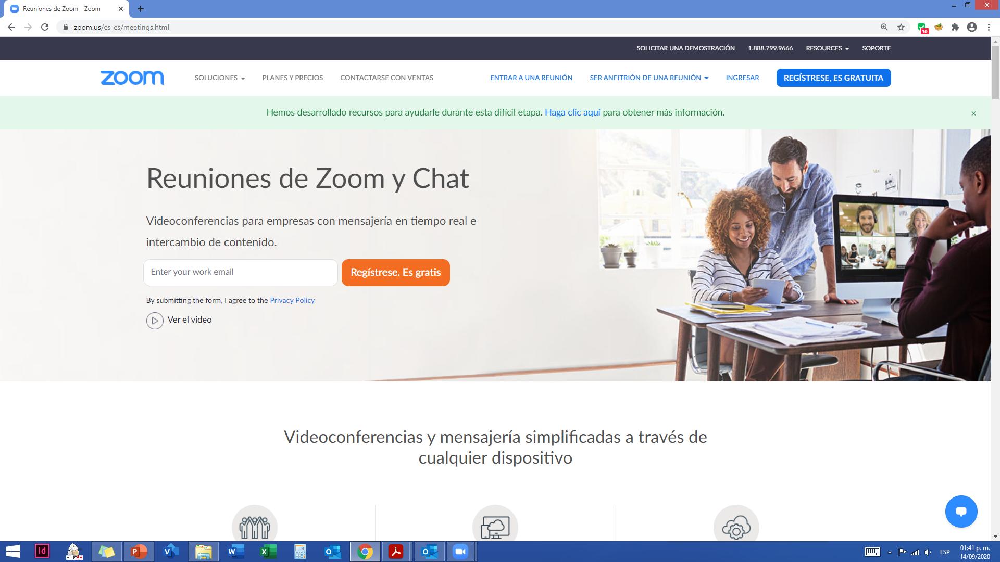 Reuniones de Zoom - Zoom
zoom.us/es-es/meetings.html
10
SOLICITAR UNA DEMOSTRACIÓN
1.888.799.9666
RESOURCES
SOPORTE
zoom
SOLUCIONES
PLANES Y PRECIOS
CONTACTARSE CON VENTAS
ENTRAR A UNA REUNIÓN
SER ANFITRIÓN DE UNA REUNIÓN
INGRESAR
REGÍSTRESE, ES GRATUITA
Hemos desarrollado recursos para ayudarle durante esta difícil etapa. Haga clic aquí para obtener más información.
Reuniones de Zoom y Chat
Videoconferencias para empresas con mensajería en tiempo real e
intercambio de contenido.
Enter your work email
Regístrese. Es gratis
By submitting the form, I agree to the Privacy Policy
Ver el video
Videoconferencias y mensajería simplificadas a través de
cualquier dispositivo
Id
PDF24
P
V
W
X
O
O
ESP
01:41 p. m.
14/09/2020